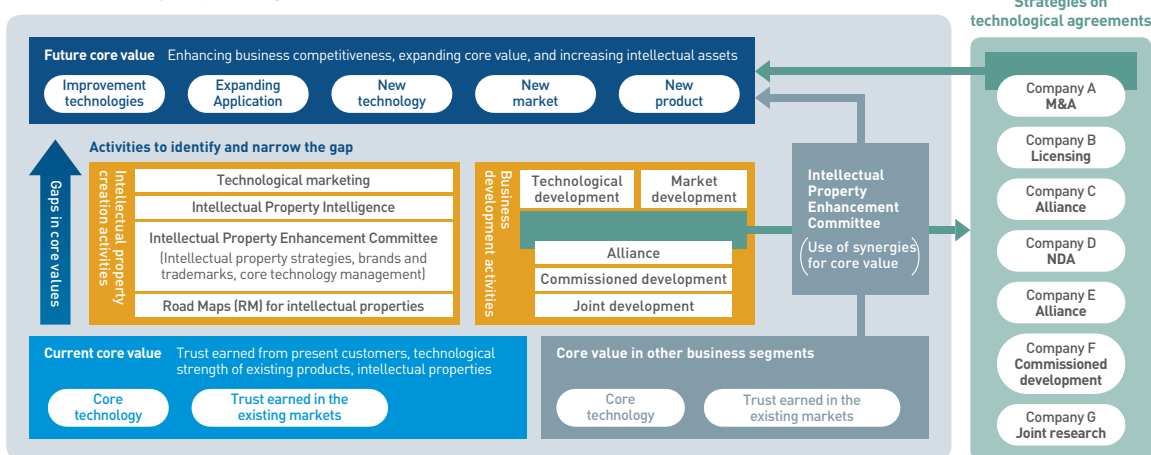 Strategies on
technological agreements
Future core value Enhancing business competitiveness, expanding core value, and increasing intellectual assets
Improvement
technologies
Expanding
Application
New
technology
New
market
New
product
Activities to identify and narrow the gap
Gaps in core values
Intellectual property
creation activities
Technological marketing
Intellectual Property Intelligence
Intellectual Property Enhancement Committee
(Intellectual property strategies, brands and
trademarks, core technology management)
Road Maps (RM) for intellectual properties
Business
development activities
Technological
development
Market
development
Alliance
Commissioned development
Joint development
Intellectual
Property
Enhancement
Committee
(Use of synergies
for core value)
Current core value Trust earned from present customers, technological
strength of existing products, intellectual properties
Core
technology
Trust earned in the
existing markets
Core value in other business segments
Core
technology
Trust earned in the
existing markets
Company A
M&A
Company B
Licensing
Company C
Alliance
Company D
NDA
Company E
Alliance
Company F
Commissioned
development
Company G
Joint research